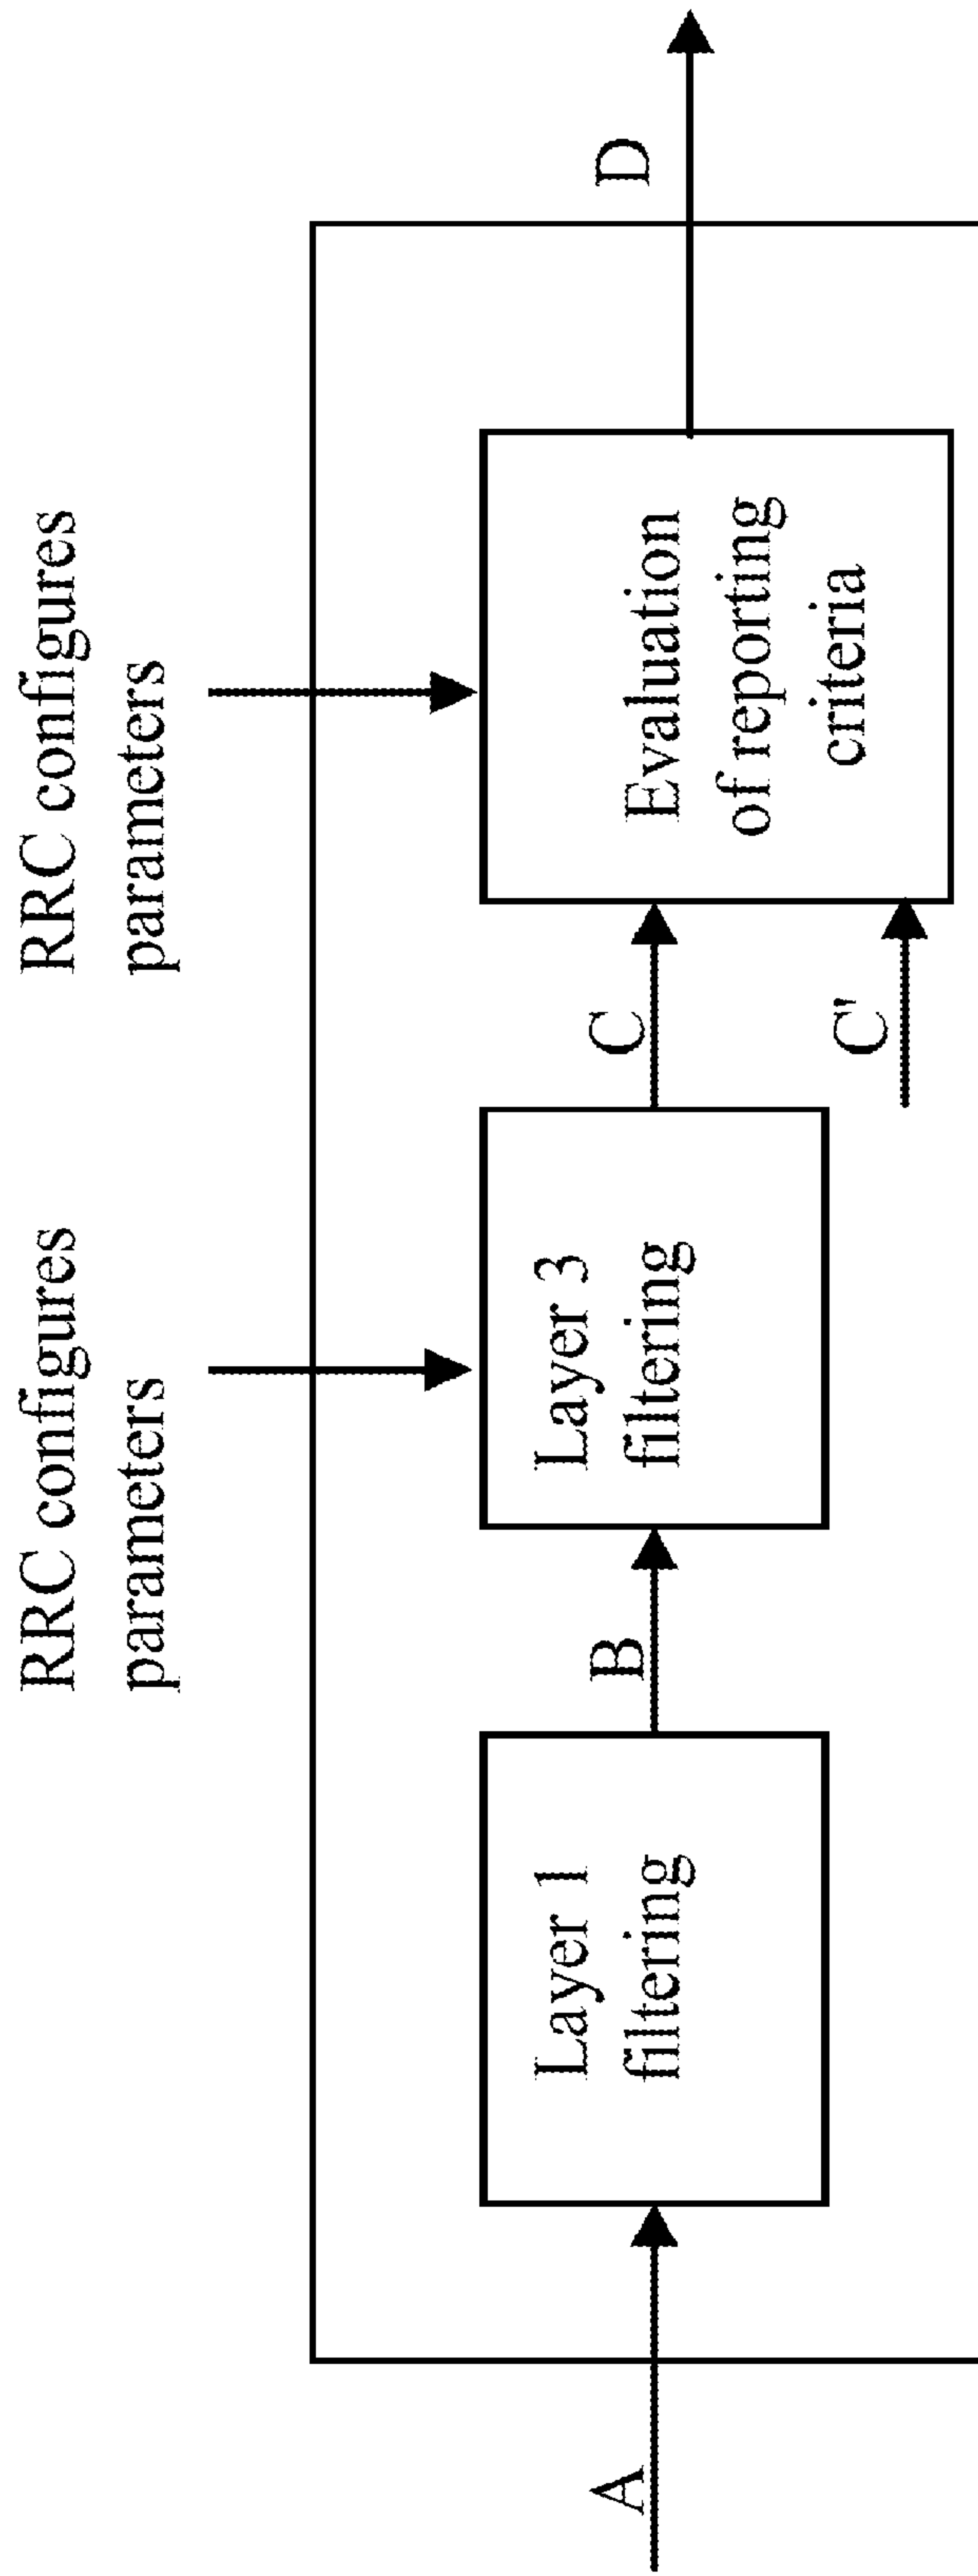 RRC configures
parameters
RRC configures
parameters
A
Layer 1
filtering
B
Layer 3
filtering
C
C'
Evaluation
of reporting
criteria
D